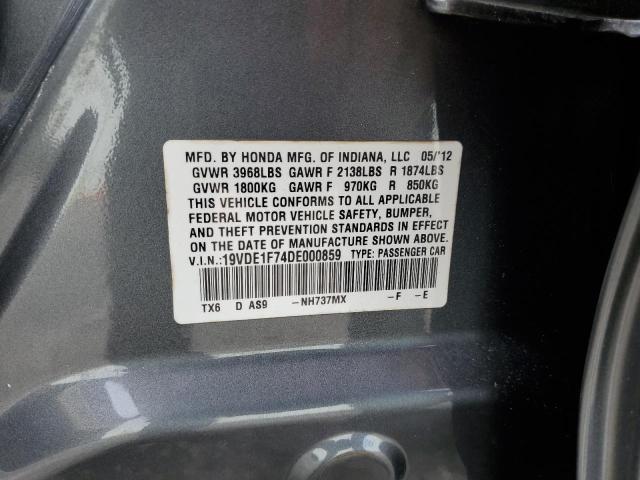 MFD. BY HONDA MFG. OF INDIANA, LLC 05/'12
GVWR 3968LBS GAWR F 2138LBS R 1874LBS
GVWR 1800KG GAWR F 970KG R 850KG
THIS VEHICLE CONFORMS TO ALL APPLICABLE
FEDERAL MOTOR VEHICLE SAFETY, BUMPER,
AND THEFT PREVENTION STANDARDS IN EFFECT
ON THE DATE OF MANUFACTURE SHOWN ABOVE.
V.I.N.:19VDE1F74DE000859 TYPE: PASSENGER CAR
TX6 D AS9 -NH737MX -F -E